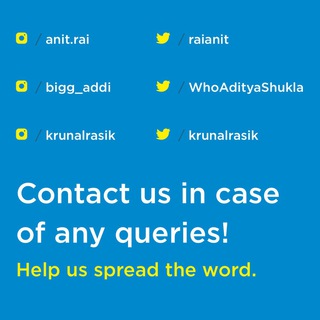 / anit.rai / raianit
/ bigg_addi / WhoAdityaShukla
/ krunalrasik / krunalrasik
Contact us in case
of any queries!
Help us spread the word.